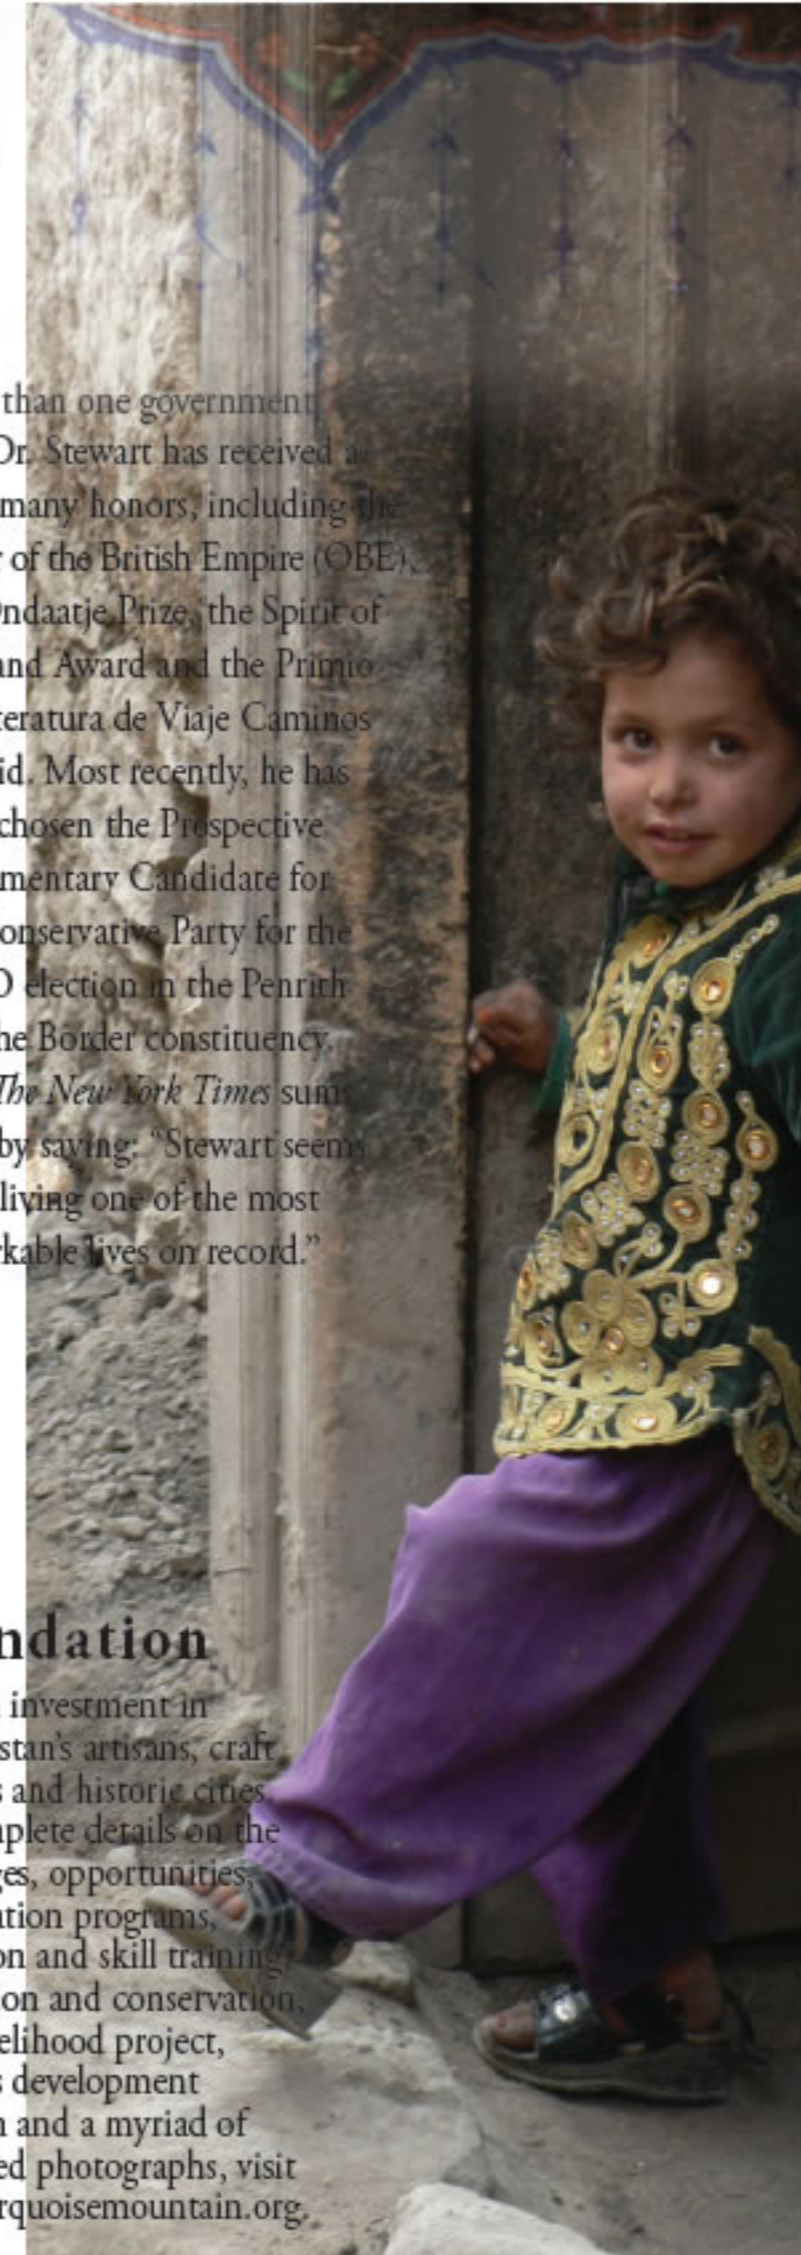 than one government
Dr. Stewart has received a
many honors, including the
of the British Empire (OBE),
Ondaatje Prize, the Spirit of
and Award and the Primio
teratura de Viaje Caminos
id. Most recently, he has
chosen the Prospective
mentary Candidate for
onservative Party for the
0 election in the Penrith
he Border constituency.
The New York Times sums
by saying: “Stewart seems
living one of the most
rkable lives on record.”
ndation
investment in
stan’s artisans, craft
s and historic cities.
mplete details on the
ges, opportunities,
ation programs,
on and skill training,
ion and conservation,
elihood project,
s development
n and a myriad of
ed photographs, visit
rquoisemountain.org.